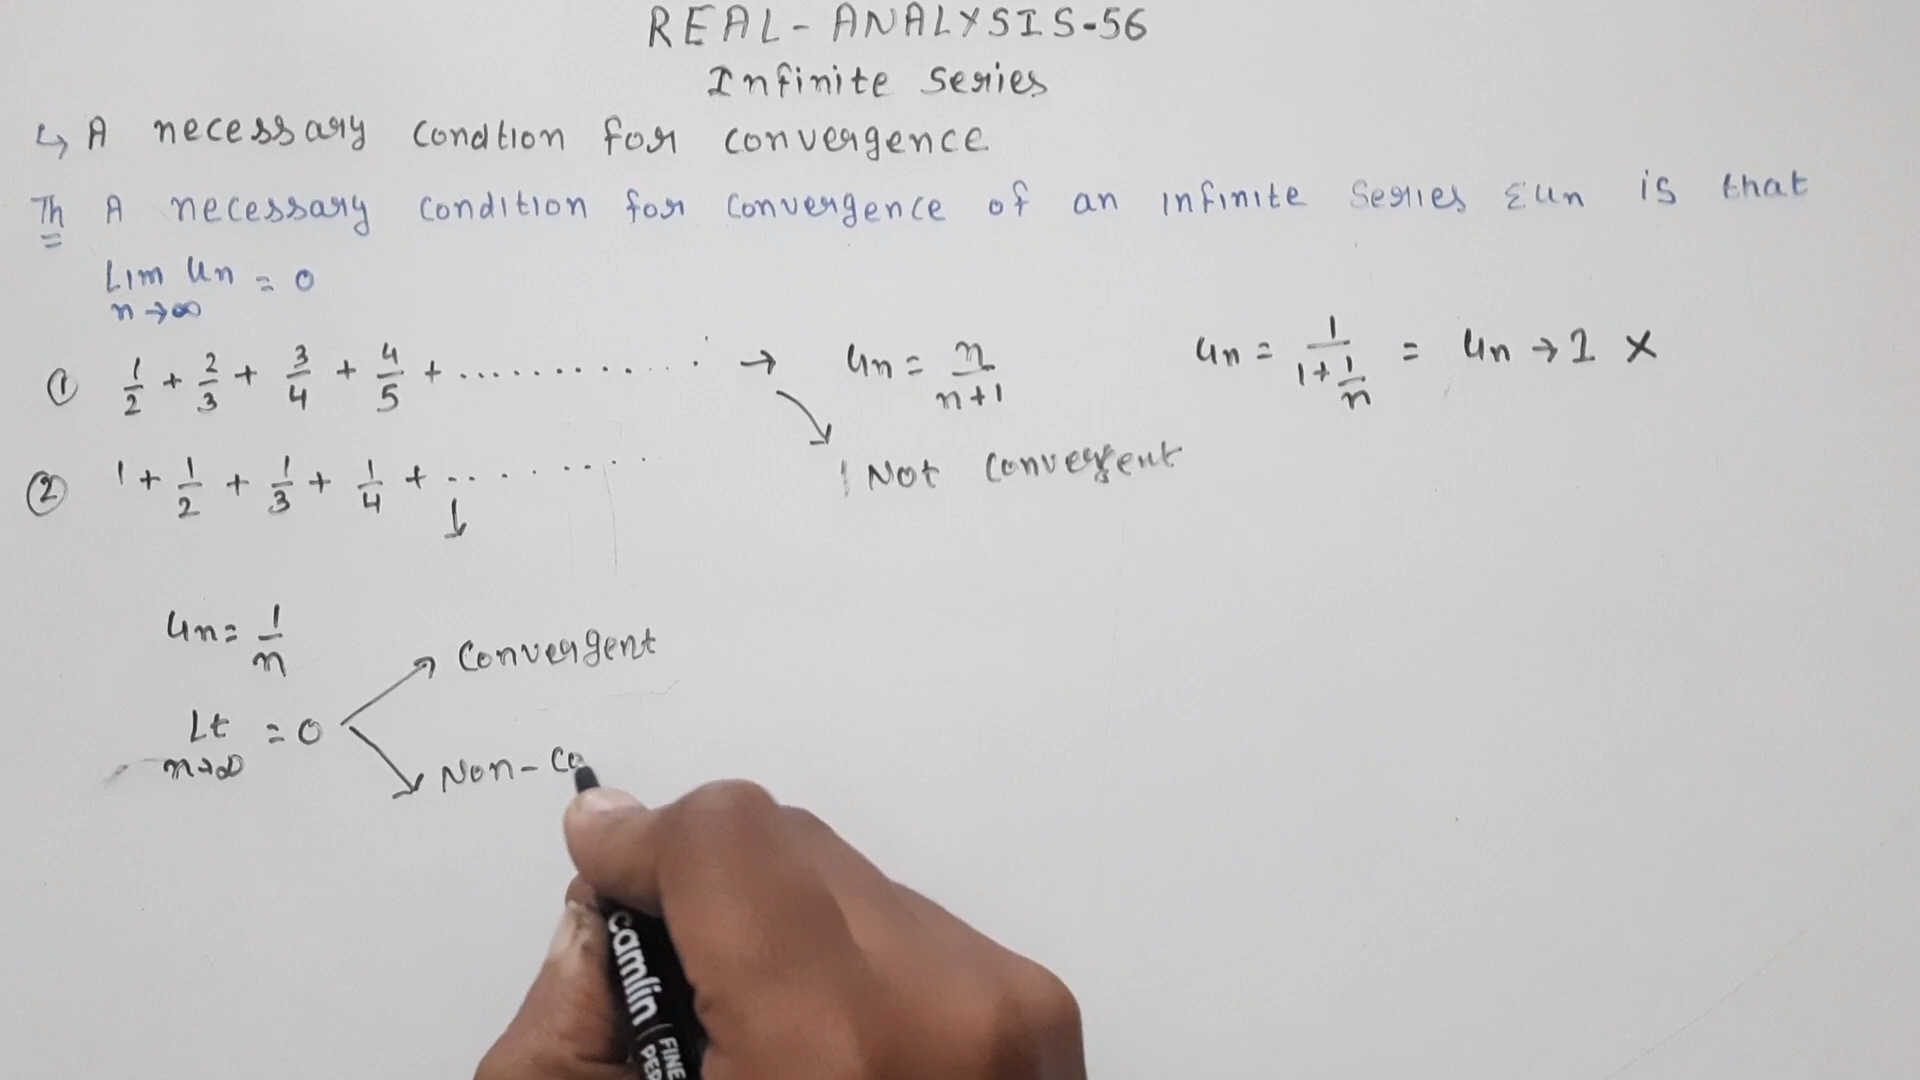 REAL-ANALYSIS-56
Infinite Series
↳ A necessary Condtion for convergence
Th A necessary condition for convergence of an infinite series Σun is that
Lim un = 0
n→∞
① 1/2 + 2/3 + 3/4 + 4/5 + ............. → un = n/n+1 un = 1/1+1/n = un → 1 ×
② 1 + 1/2 + 1/3 + 1/4 + .......... Not Convergent
un = 1/n
Convergent
Lt = 0
n→∞
Non-Co
camlin
FINE
PER